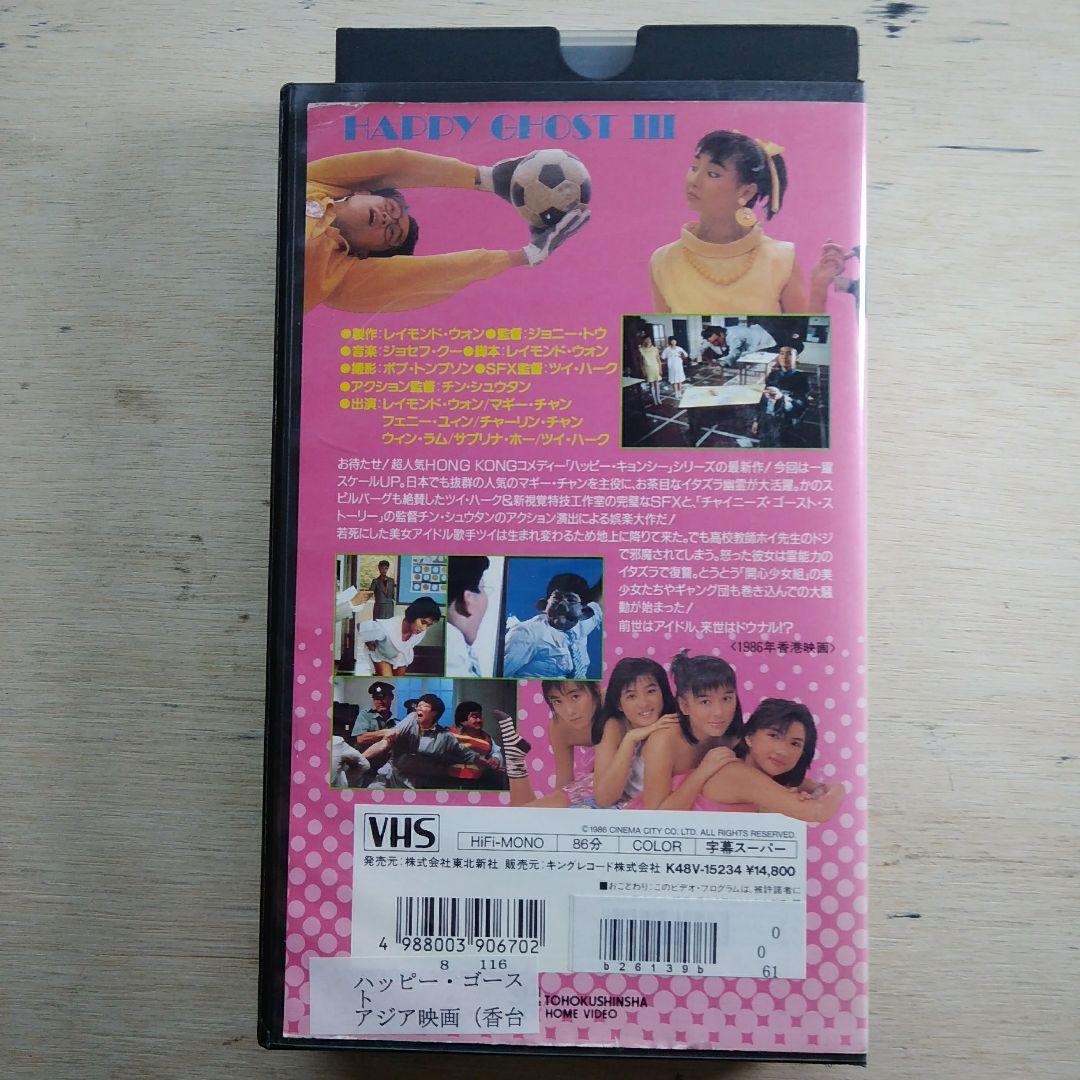 HAPPY GHOST III
●製作:レイモンド・ウォン●監督:ジョニー・トウ
●音楽:ジョセフ・クー●脚本:レイモンド・ウォン
●撮影:ボブ・トンプソン●SFX監督:ツイ・ハーク
●アクション監督:チン・シュウタン
●出演:レイモンド・ウォン/マギー・チャン
フェニー・ユィン/チャーリン・チャン
ウィン・ラム/サブリナ・ホー/ツイ・ハーク
お待たせ!超人気HONG KONGコメディー「ハッピー・キョンシー」シリーズの最新作!今回は一躍
スケールUP。日本でも抜群の人気のマギー・チャンを主役に、お茶目なイタズラ幽霊が大活躍。かのス
ピルバーグも絶賛したツイ・ハーク&新視覚特技工作室の完璧なSFXと、「チャイニーズ・ゴースト・ス
トーリー」の監督チン・シュウタンのアクション演出による娯楽大作だ!
若死にした美女アイドル歌手ツイは生まれ変わるため地上に降りて来た。でも高校教師ホイ先生のドジ
で邪魔されてしまう。怒った彼女は霊能力の
イタズラで復讐。とうとう「開心少女組」の美
少女たちやギャング団も巻き込んでの大騒
動が始まった!
前世はアイドル、来世はドウナル!?
〈1986年香港映画〉
©1986 CINEMA CITY CO. LTD. ALL RIGHTS RESERVED.
VHS HiFi-MONO 86分 COLOR 字幕スーパー
発売元:株式会社東北新社 販売元:キングレコード株式会社 K48V-15234 ¥14,800
■おことわり:このビデオ・プログラムは、被許諾者に
4 988003 906702
8 116
b26139b
0
0
61
ハッピー・ゴース
ト
アジア映画(香台
TOHOKUSHINSHA
HOME VIDEO